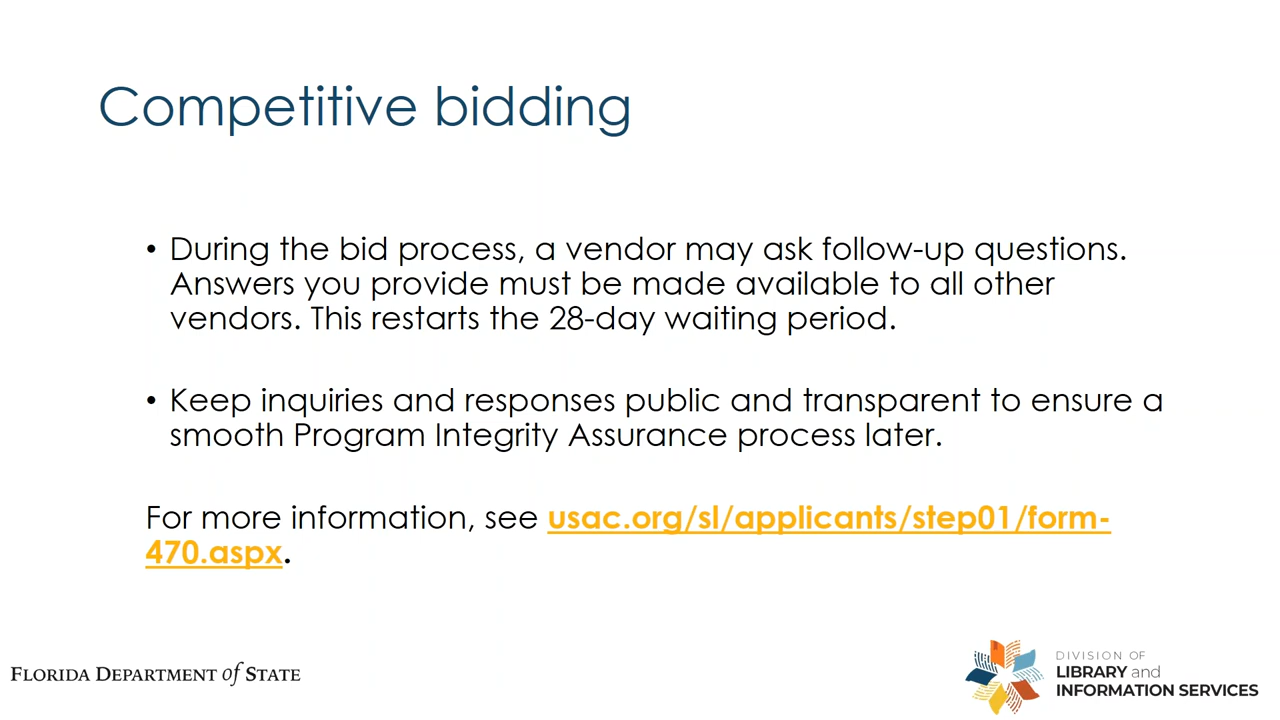 Competitive bidding
• During the bid process, a vendor may ask follow-up questions.
Answers you provide must be made available to all other
vendors. This restarts the 28-day waiting period.
• Keep inquiries and responses public and transparent to ensure a
smooth Program Integrity Assurance process later.
For more information, see usac.org/sl/applicants/step01/form-
470.aspx.
FLORIDA DEPARTMENT of STATE
DIVISION OF
LIBRARY and
INFORMATION SERVICES